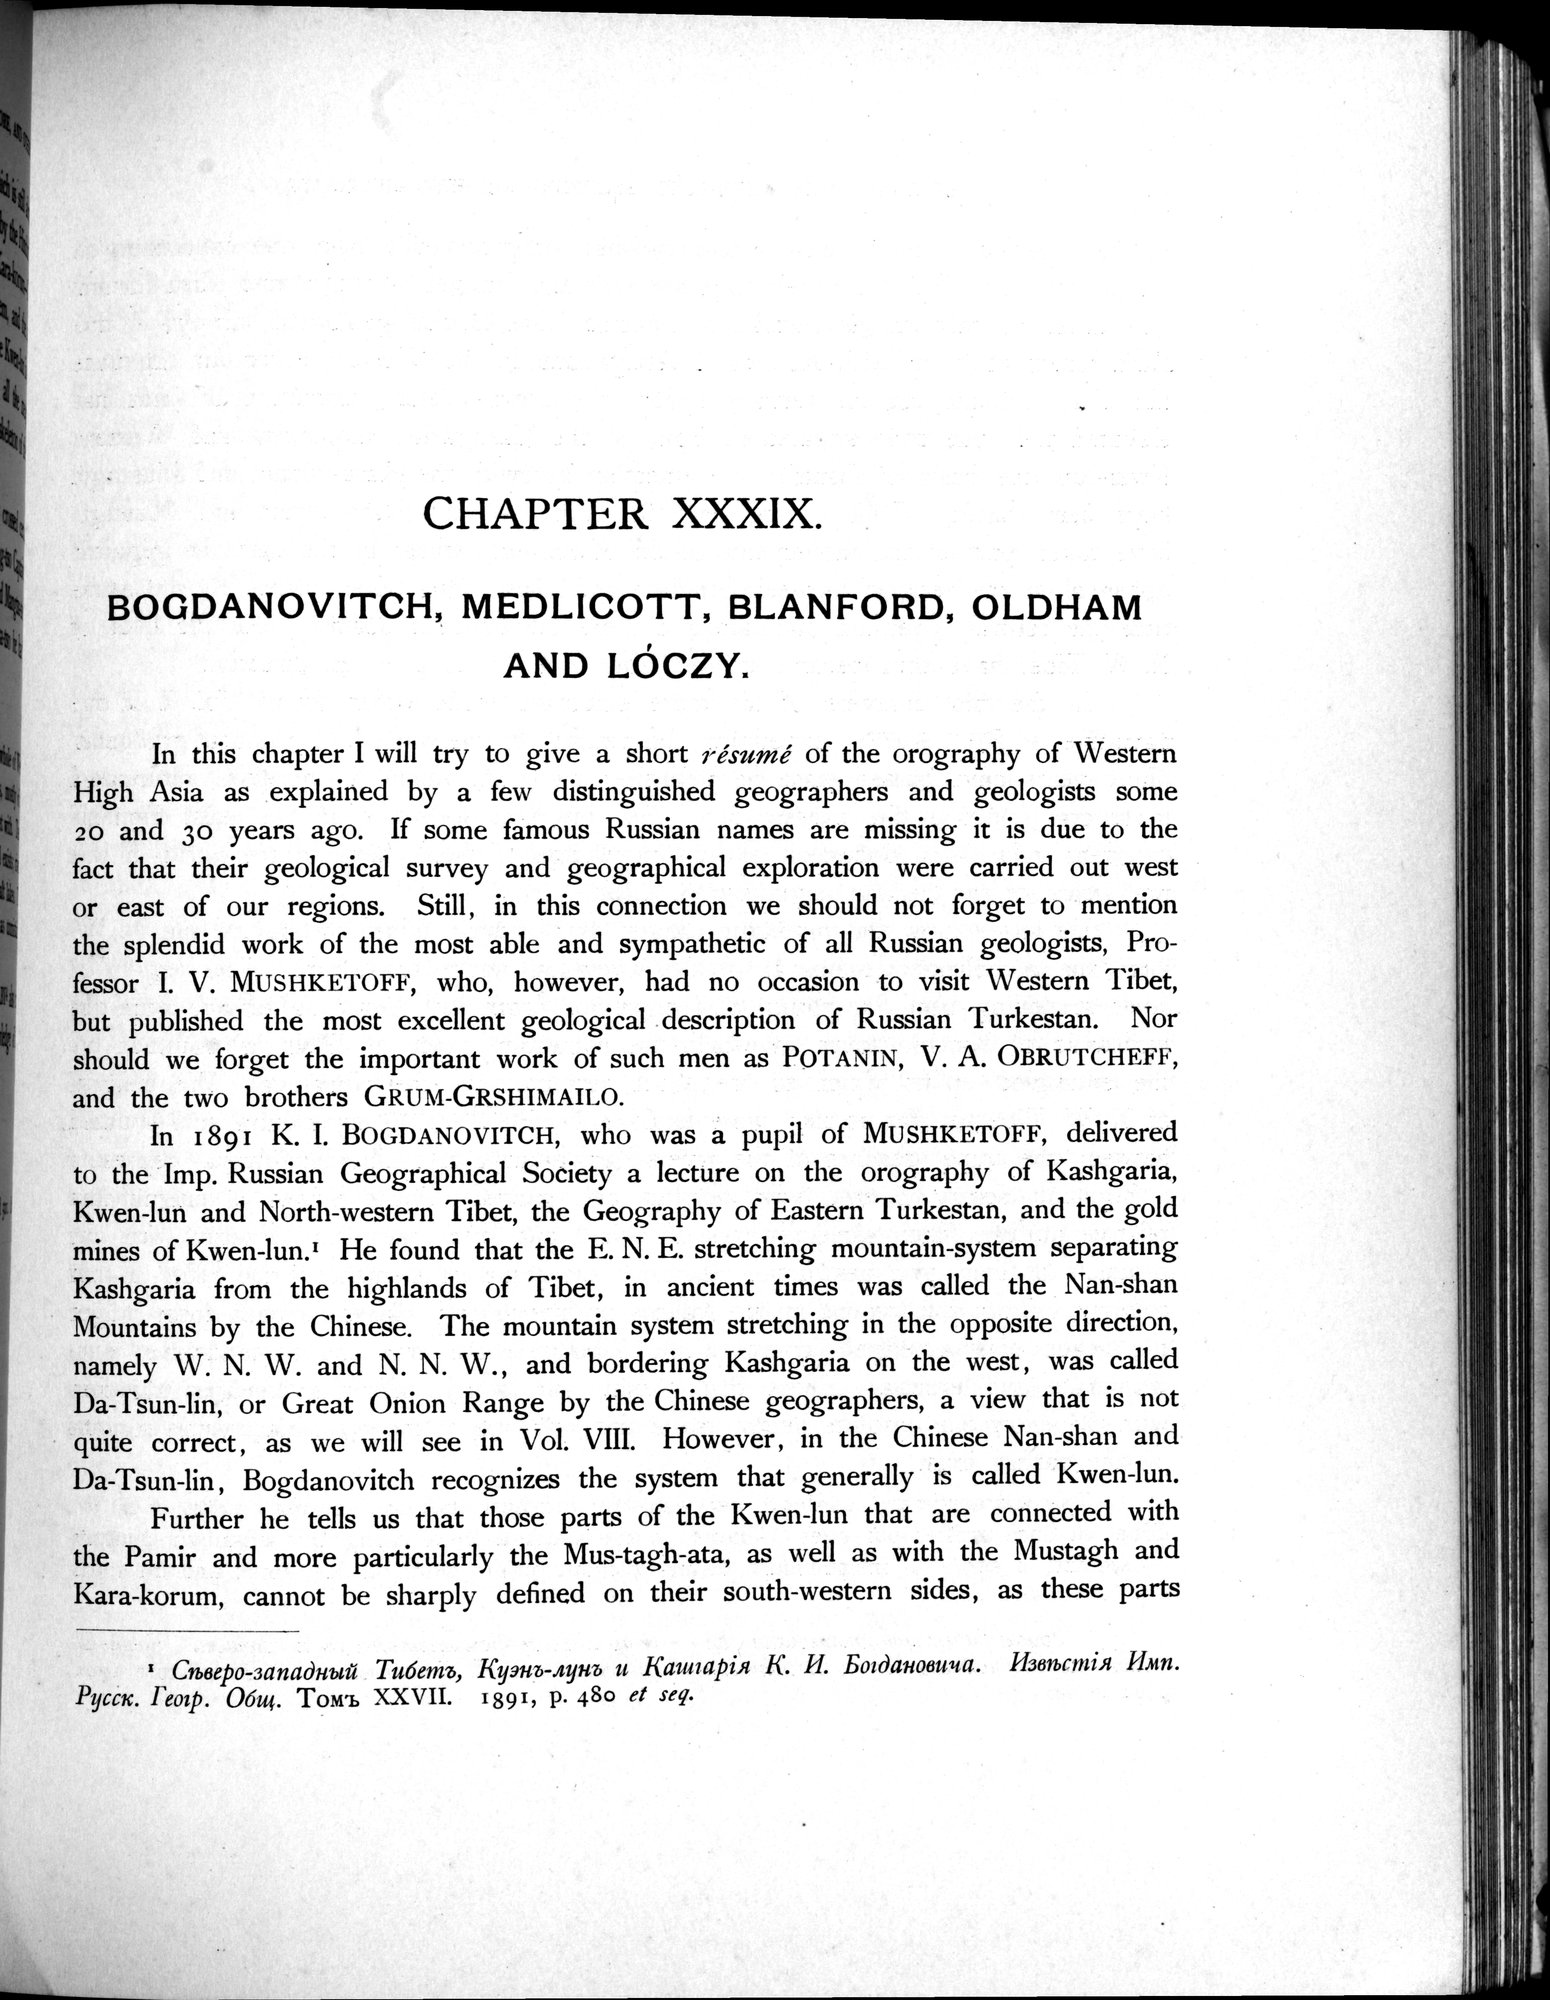 CHAPTER XXXIX.
BOGDANOVITCH, MEDLICOTT, BLANFORD, OLDHAM
AND LÓCZY.
In this chapter I will try to give a short résumé of the orography of Western
High Asia as explained by a few distinguished geographers and geologists some
20 and 30 years ago. If some famous Russian names are missing it is due to the
fact that their geological survey and geographical exploration were carried out west
or east of our regions. Still, in this connection we should not forget to mention
the splendid work of the most able and sympathetic of all Russian geologists, Pro-
fessor I. V. MUSHKETOFF, who, however, had no occasion to visit Western Tibet,
but published the most excellent geological description of Russian Turkestan. Nor
should we forget the important work of such men as POTANIN, V. A. OBRUTCHEFF,
and the two brothers GRUM-GRSHIMAILO.
In 1891 K. I. BOGDANOVITCH, who was a pupil of MUSHKETOFF, delivered
to the Imp. Russian Geographical Society a lecture on the orography of Kashgaria,
Kwen-lun and North-western Tibet, the Geography of Eastern Turkestan, and the gold
mines of Kwen-lun.¹ He found that the E. N. E. stretching mountain-system separating
Kashgaria from the highlands of Tibet, in ancient times was called the Nan-shan
Mountains by the Chinese. The mountain system stretching in the opposite direction,
namely W. N. W. and N. N. W., and bordering Kashgaria on the west, was called
Da-Tsun-lin, or Great Onion Range by the Chinese geographers, a view that is not
quite correct, as we will see in Vol. VIII. However, in the Chinese Nan-shan and
Da-Tsun-lin, Bogdanovitch recognizes the system that generally is called Kwen-lun.
Further he tells us that those parts of the Kwen-lun that are connected with
the Pamir and more particularly the Mus-tagh-ata, as well as with the Mustagh and
Kara-korum, cannot be sharply defined on their south-western sides, as these parts
¹ Сѣверо-западный Тибетъ, Куэнъ-лунъ и Кашгарія К. И. Богдановича. Извѣстія Имп.
Русск. Геогр. Общ. Томъ XXVII. 1891, p. 480 et seq.